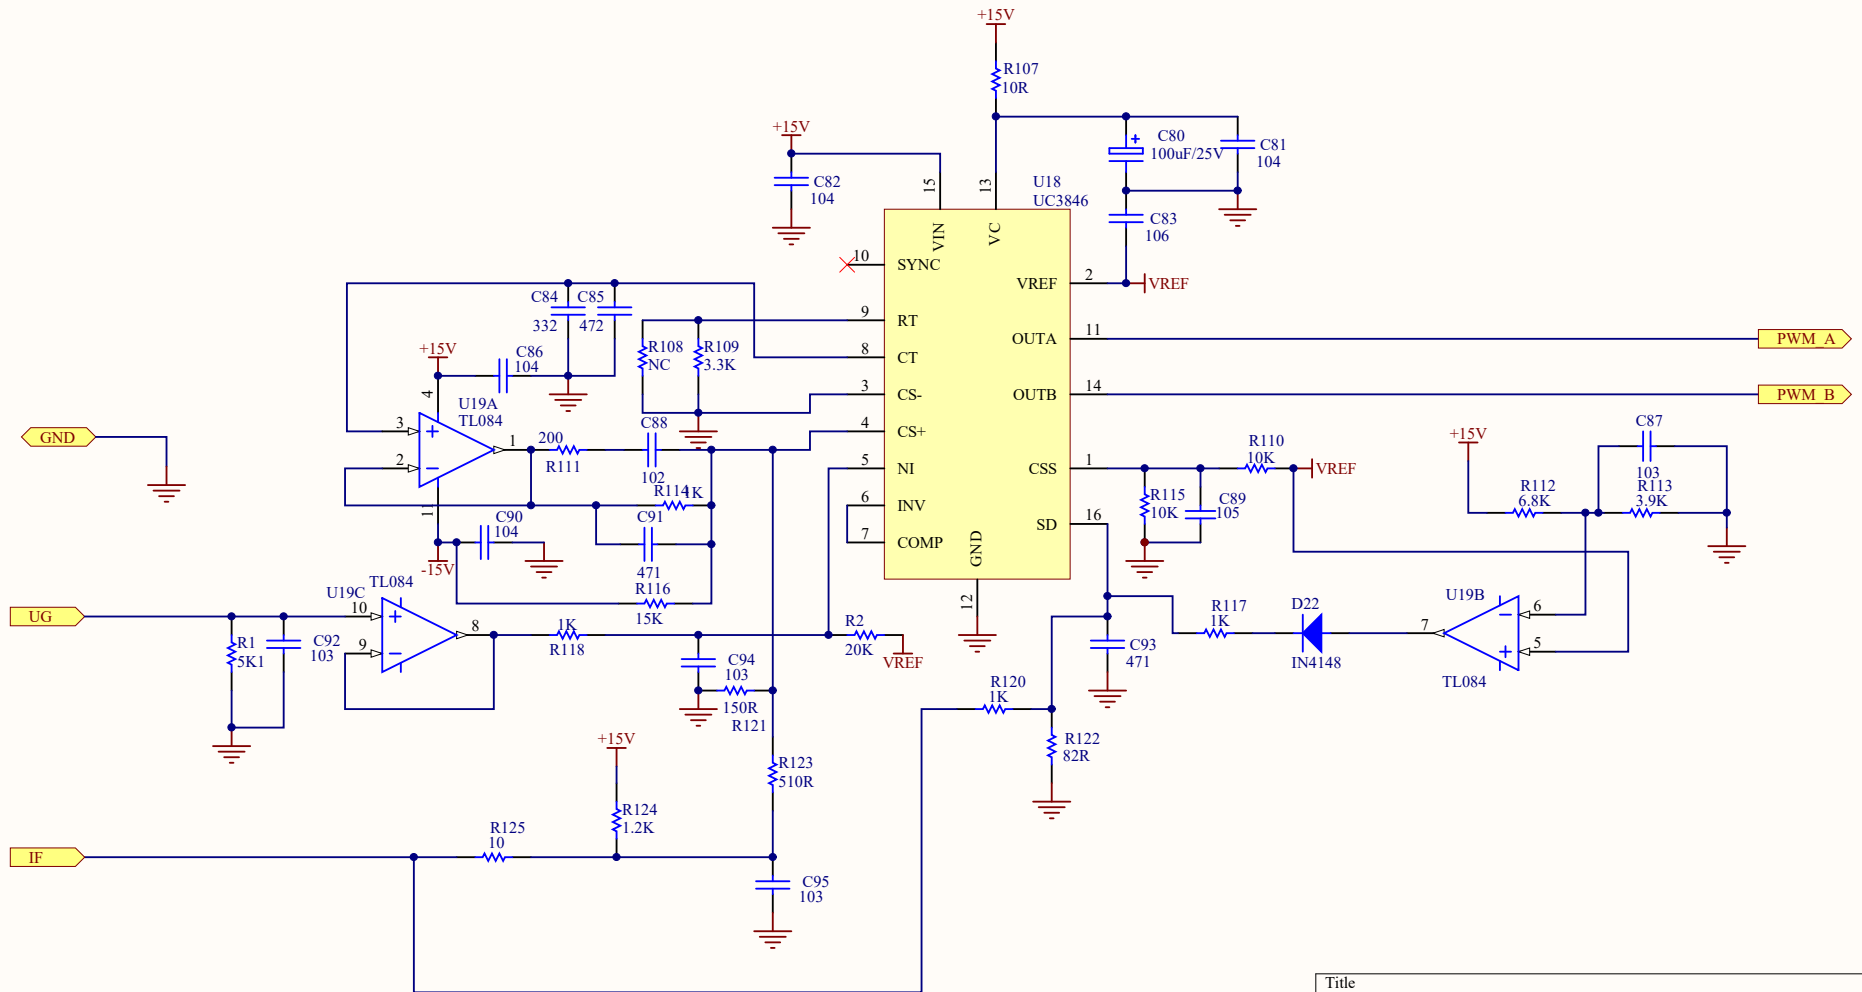 +15V
R107
10R
+15V
C80
100uF/25V
C81
104
C82
104
15
13
U18
UC3846
C83
106
VIN
VC
10
SYNC
VREF
2
VREF
C84
332
C85
472
9
RT
OUTA
11
PWM_A
+15V
C86
104
R108
NC
R109
3.3K
8
CT
4
3
CS-
OUTB
14
PWM_B
U19A
TL084
GND
3
1
200
R111
C88
102
4
CS+
+15V
C87
103
2
5
NI
CSS
1
R110
10K
VREF
R114
1K
6
INV
R115
10K
C89
105
R112
6.8K
R113
3.9K
11
C90
104
C91
471
7
COMP
SD
16
-15V
GND
12
U19C
TL084
R116
15K
UG
10
8
9
1K
R118
R2
20K
VREF
R1
5K1
C92
103
C94
103
C93
471
R117
1K
D22
IN4148
U19B
7
6
5
TL084
150R
R121
R120
1K
+15V
R122
82R
R123
510R
R124
1.2K
IF
R125
10
C95
103
Title